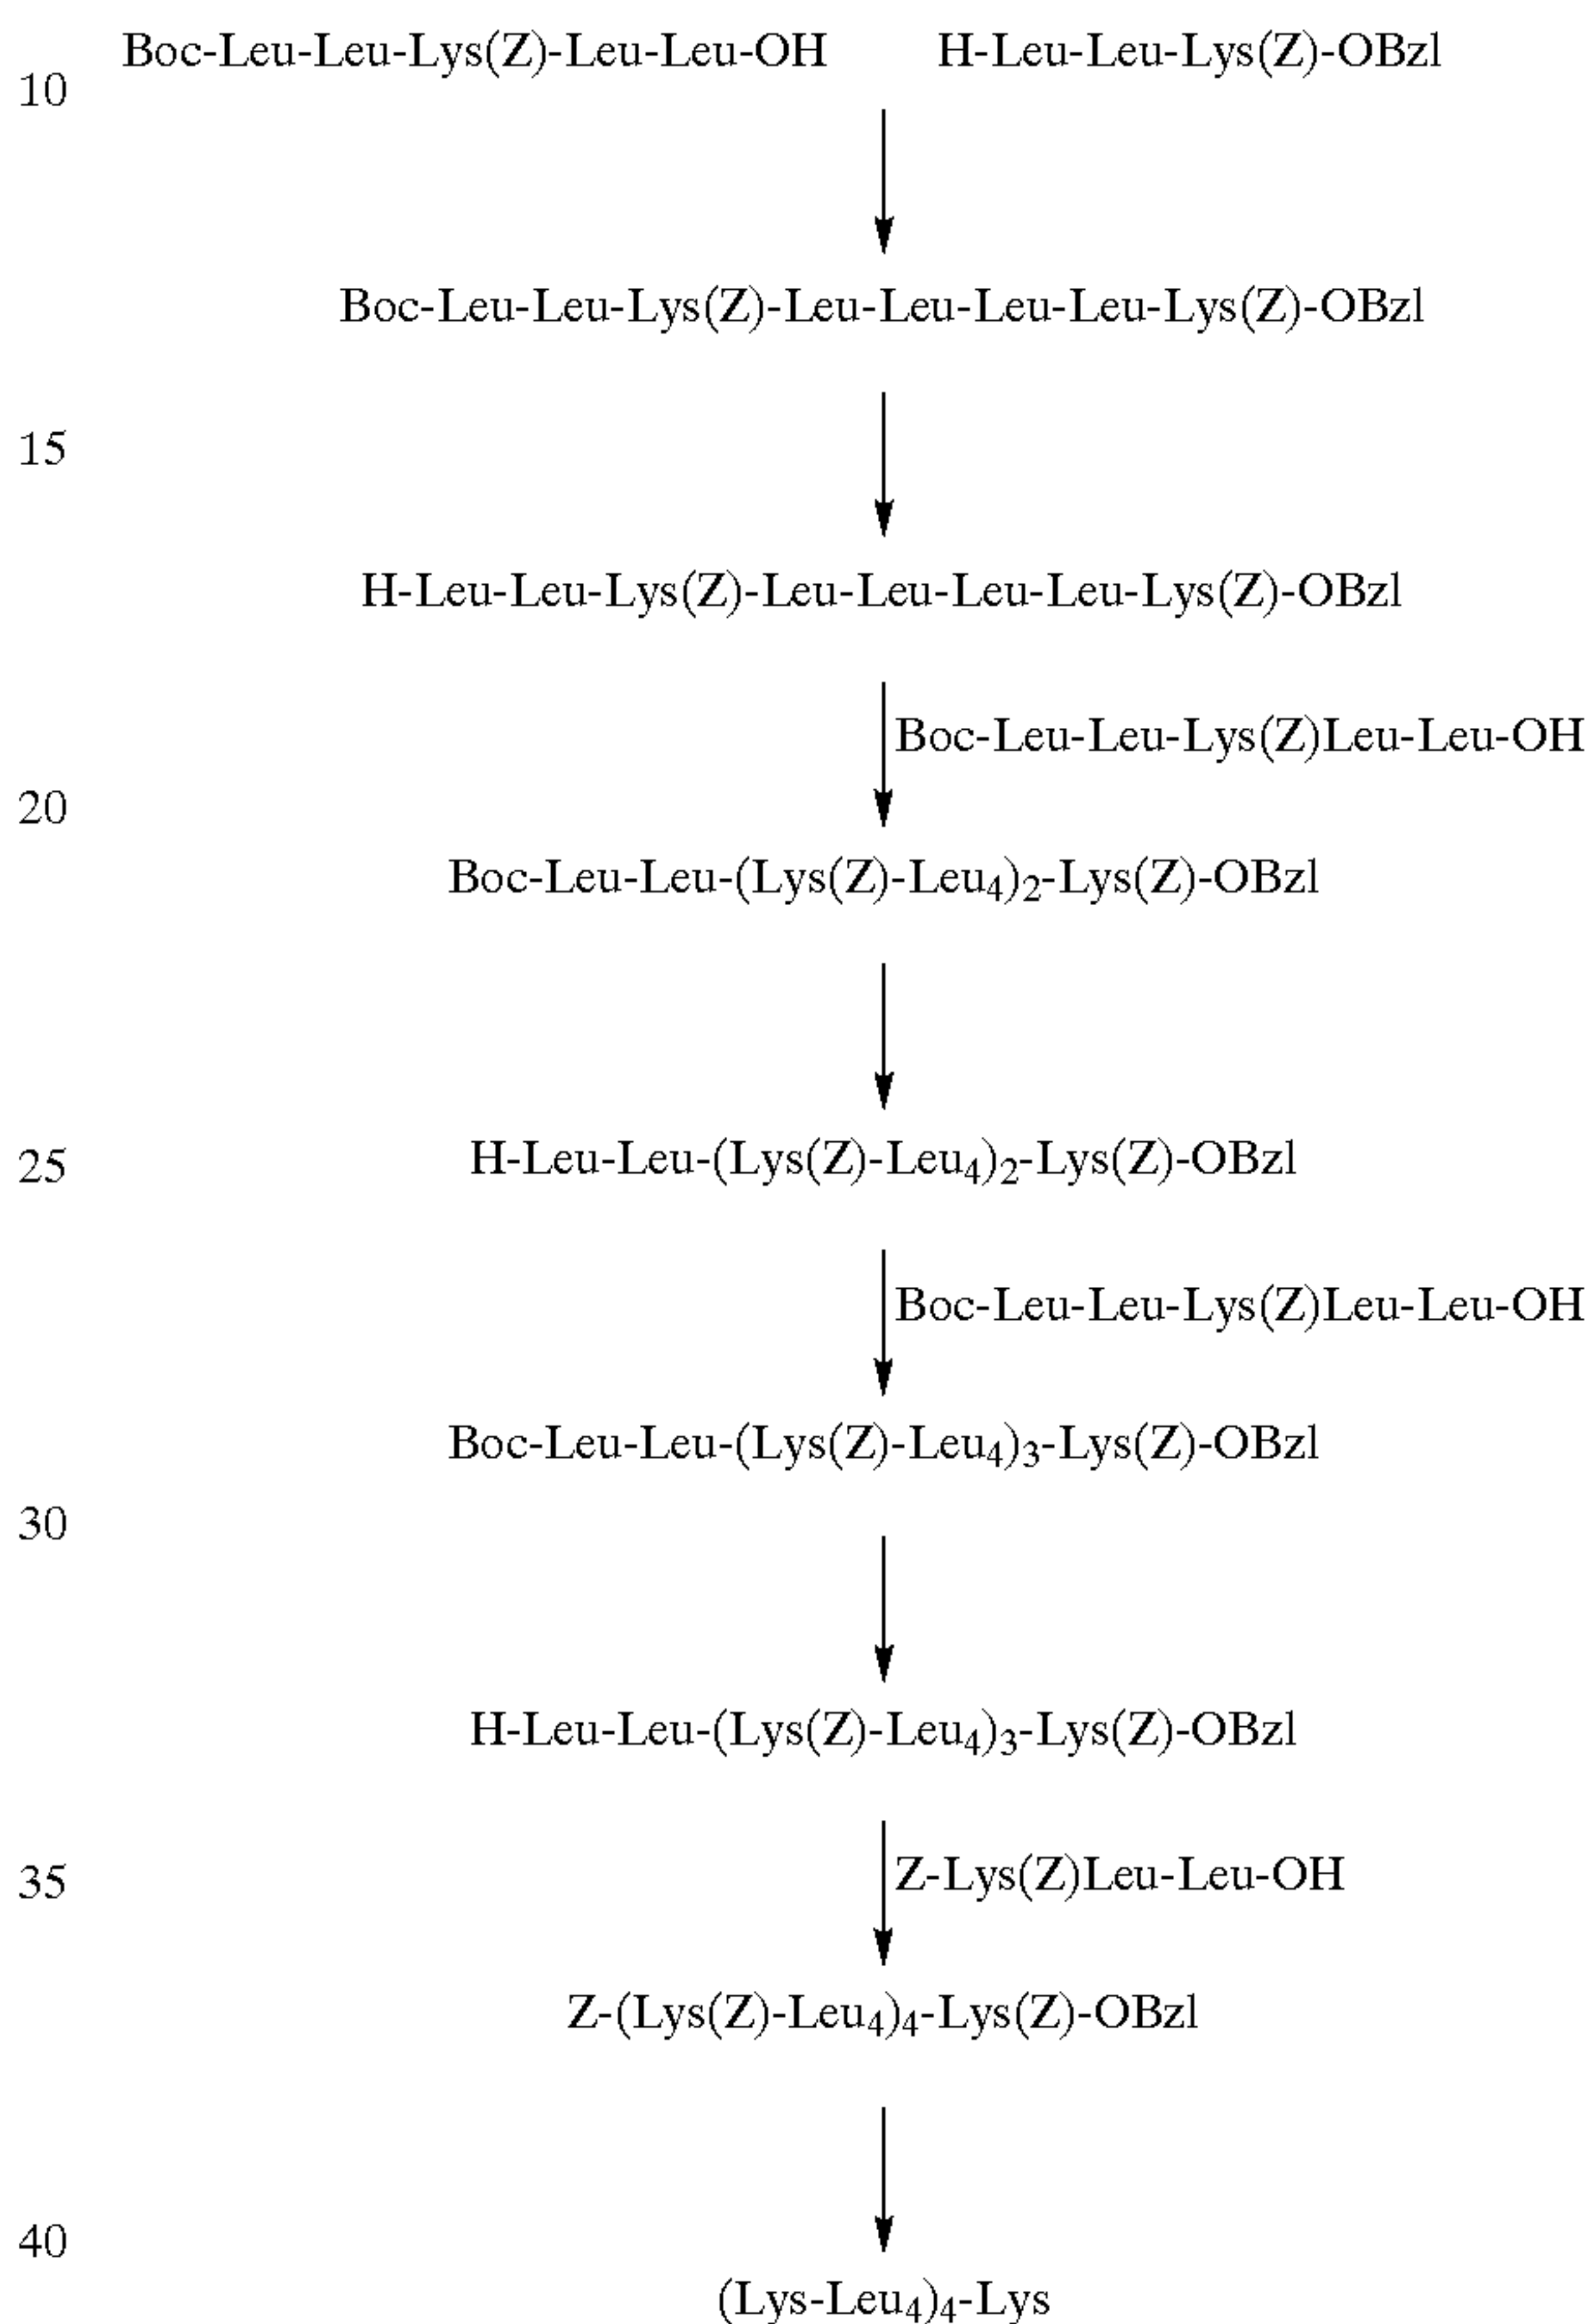 Boc-Leu-Leu-Lys(Z)-Leu-Leu-OH H-Leu-Leu-Lys(Z)-OBzl
10
Boc-Leu-Leu-Lys(Z)-Leu-Leu-Leu-Leu-Lys(Z)-OBzl
15
H-Leu-Leu-Lys(Z)-Leu-Leu-Leu-Leu-Lys(Z)-OBzl
Boc-Leu-Leu-Lys(Z)Leu-Leu-OH
20
Boc-Leu-Leu-(Lys(Z)-Leu₄)₂-Lys(Z)-OBzl
25
H-Leu-Leu-(Lys(Z)-Leu₄)₂-Lys(Z)-OBzl
Boc-Leu-Leu-Lys(Z)Leu-Leu-OH
Boc-Leu-Leu-(Lys(Z)-Leu₄)₃-Lys(Z)-OBzl
30
H-Leu-Leu-(Lys(Z)-Leu₄)₃-Lys(Z)-OBzl
35
Z-Lys(Z)Leu-Leu-OH
Z-(Lys(Z)-Leu₄)₄-Lys(Z)-OBzl
40
(Lys-Leu₄)₄-Lys